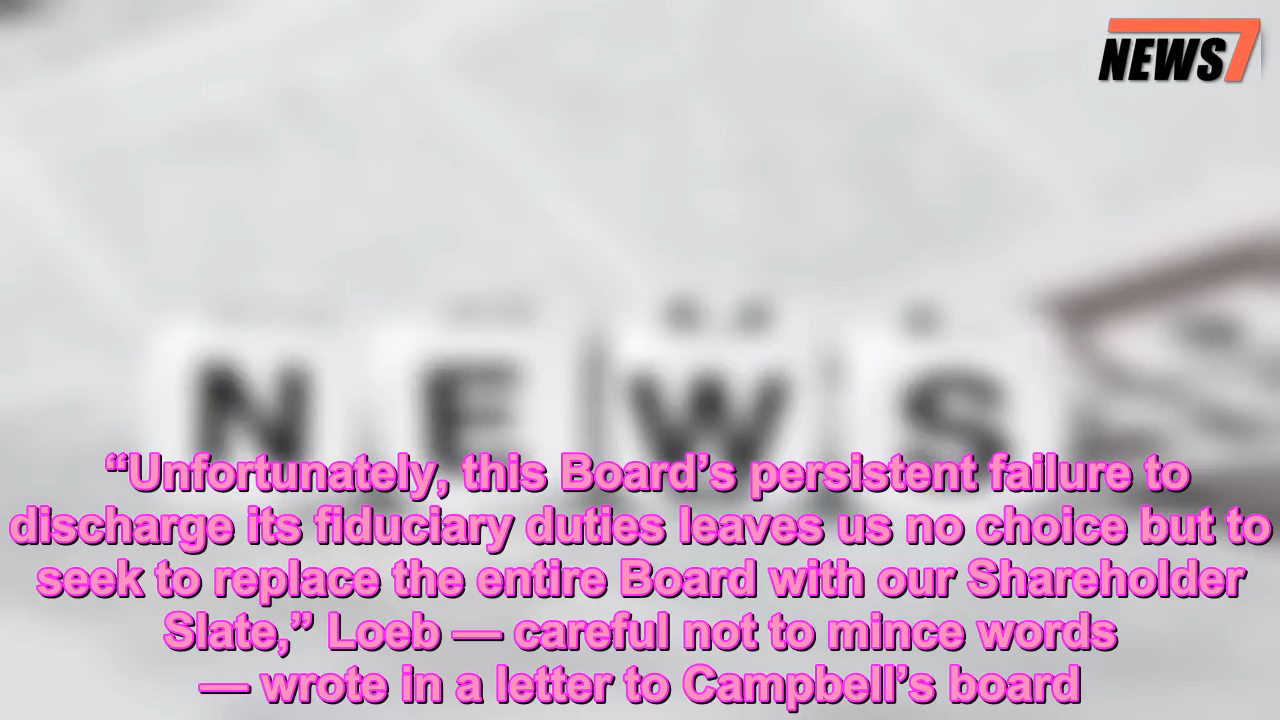 NEWS7
NEWS
“Unfortunately, this Board’s persistent failure to
discharge its fiduciary duties leaves us no choice but to
seek to replace the entire Board with our Shareholder
Slate,” Loeb — careful not to mince words
— wrote in a letter to Campbell’s board